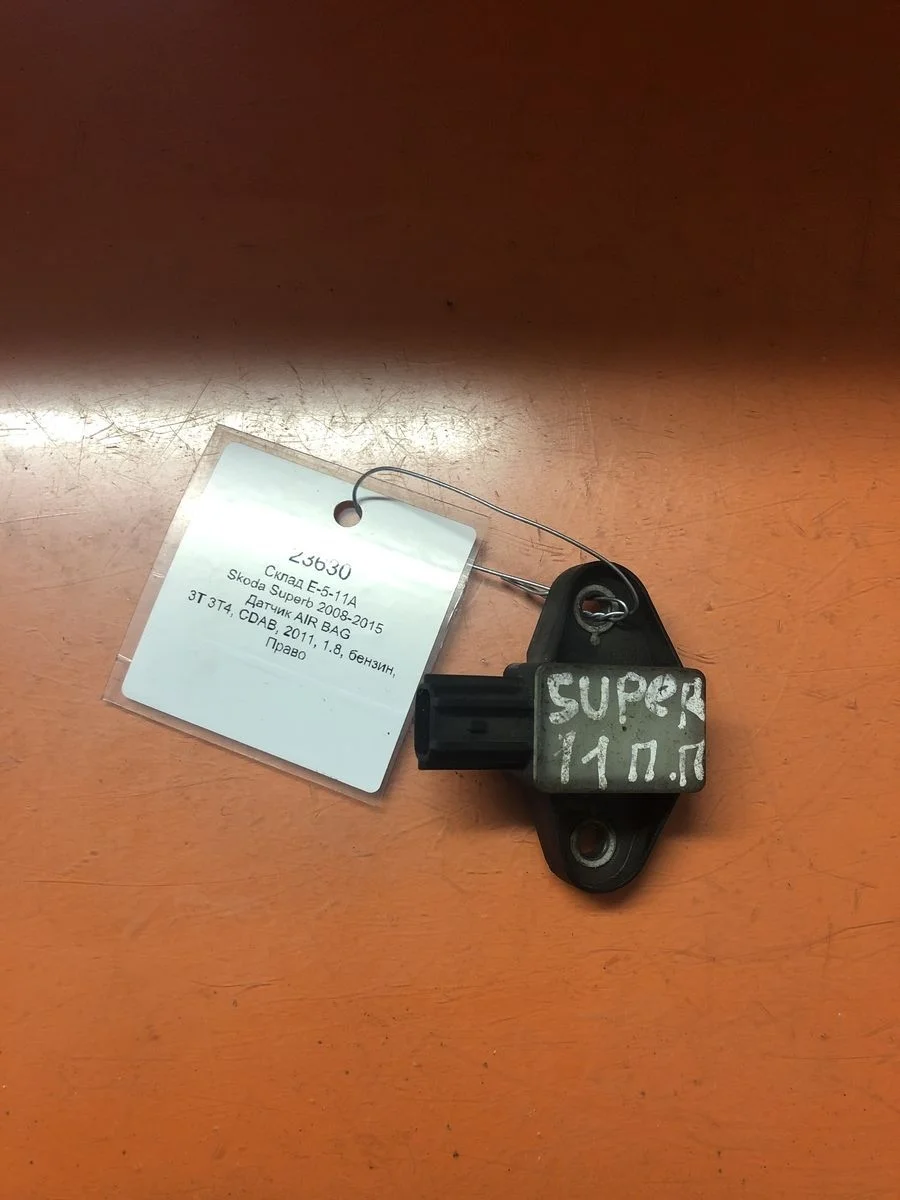 23630
Склад E-5-11A
Skoda Superb 2008-2015
Датчик AIR BAG
3T 3T4, CDAB, 2011, 1.8, бензин,
Право
SUPER
11 П.П